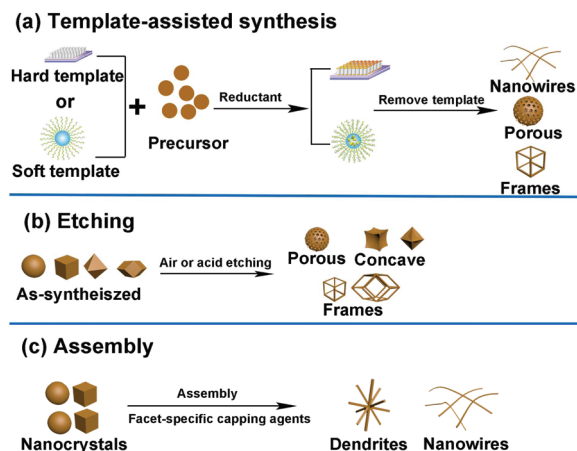 (a) Template-assisted synthesis
Hard template
or
Soft template
+
Precursor
Reductant
Remove template
Nanowires
Porous
Frames
(b) Etching
As-syntheiszed
Air or acid etching
Porous Concave
Frames
(c) Assembly
Nanocrystals
Assembly
Facet-specific capping agents
Dendrites Nanowires